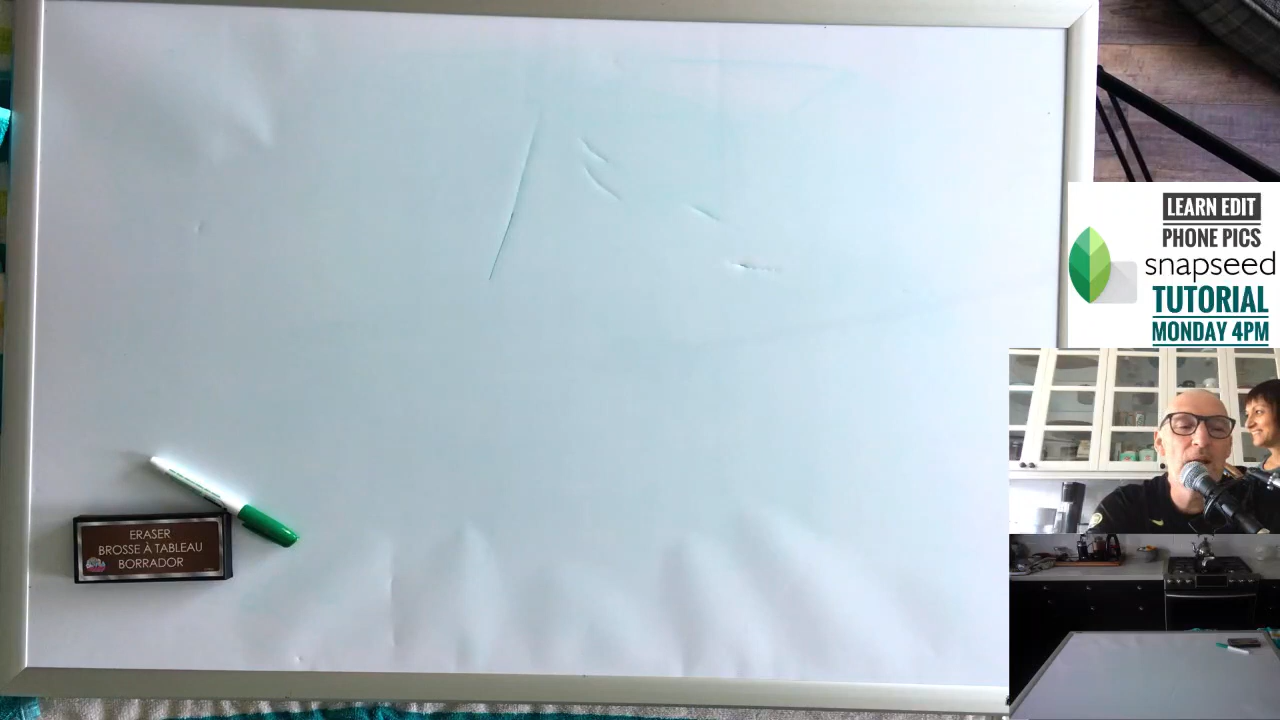 LEARN EDIT
PHONE PICS
snapseed
TUTORIAL
MONDAY 4PM
ERASER
BROSSE À TABLEAU
BORRADOR